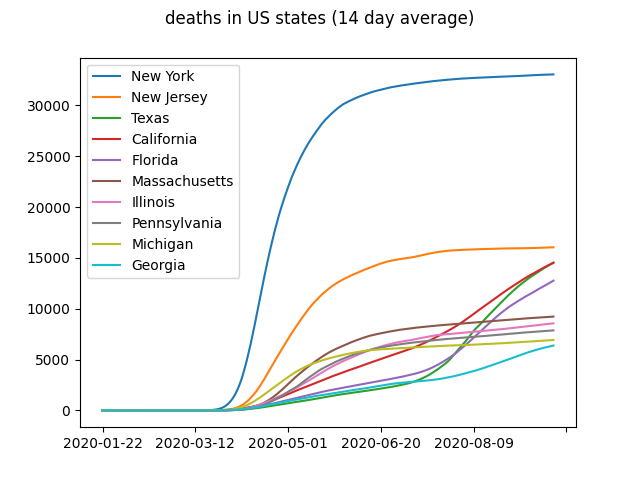 deaths in US states (14 day average)
New York
New Jersey
Texas
California
Florida
Massachusetts
Illinois
Pennsylvania
Michigan
Georgia
30000
25000
20000
15000
10000
5000
0
2020-01-22 2020-03-12 2020-05-01 2020-06-20 2020-08-09